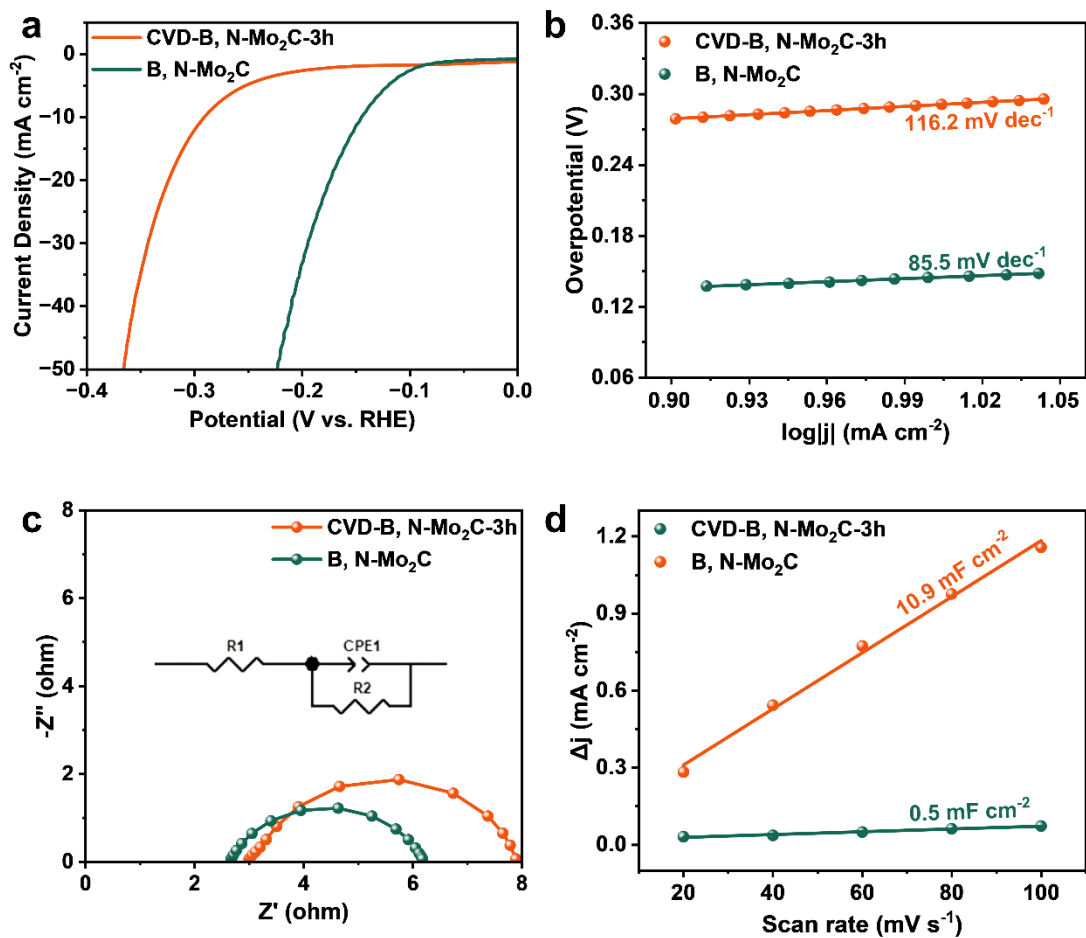 a
CVD-B, N-Mo₂C-3h
B, N-Mo₂C
Current Density (mA cm⁻²)
0
−10
−20
−30
−40
−50
−0.4 −0.3 −0.2 −0.1 0.0
Potential (V vs. RHE)
b
CVD-B, N-Mo₂C-3h
B, N-Mo₂C
Overpotential (V)
0.36
0.30
0.24
0.18
0.12
0.06
116.2 mV dec⁻¹
85.5 mV dec⁻¹
0.90 0.93 0.96 0.99 1.02 1.05
log|j| (mA cm⁻²)
c
CVD-B, N-Mo₂C-3h
B, N-Mo₂C
-Z'' (ohm)
8
6
4
2
0
R1
CPE1
R2
0 2 4 6 8
Z' (ohm)
d
CVD-B, N-Mo₂C-3h
B, N-Mo₂C
Δj (mA cm⁻²)
1.2
0.9
0.6
0.3
0.0
10.9 mF cm⁻²
0.5 mF cm⁻²
20 40 60 80 100
Scan rate (mV s⁻¹)